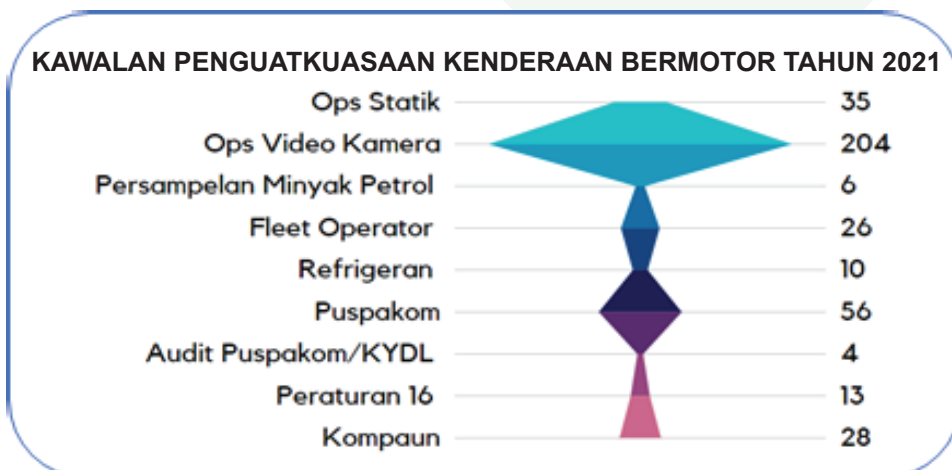 KAWALAN PENGUATKUASAAN KENDERAAN BERMOTOR TAHUN 2021
Ops Statik 35
Ops Video Kamera 204
Persampelan Minyak Petrol 6
Fleet Operator 26
Refrigeran 10
Puspakom 56
Audit Puspakom/KYDL 4
Peraturan 16 13
Kompaun 28